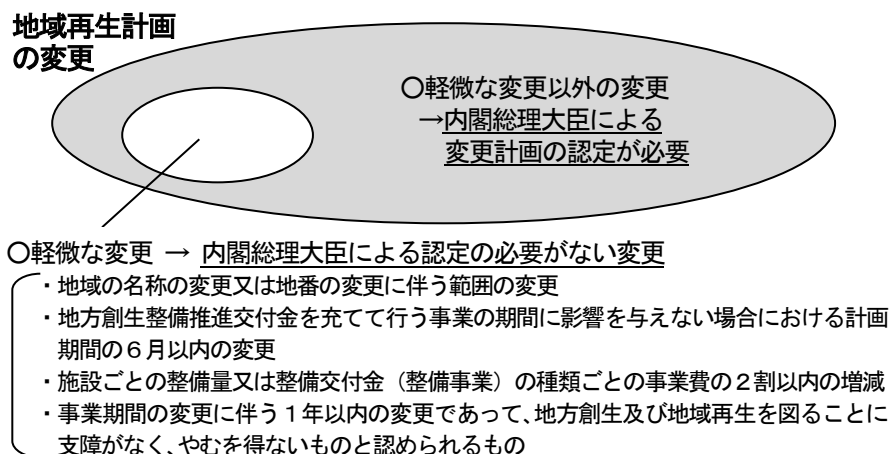 地域再生計画
の変更
○軽微な変更以外の変更
→内閣総理大臣による
変更計画の認定が必要
○軽微な変更 → 内閣総理大臣による認定の必要がない変更
・地域の名称の変更又は地番の変更に伴う範囲の変更
・地方創生整備推進交付金を充てて行う事業の期間に影響を与えない場合における計画
期間の６月以内の変更
・施設ごとの整備量又は整備交付金（整備事業）の種類ごとの事業費の２割以内の増減
・事業期間の変更に伴う１年以内の変更であって、地方創生及び地域再生を図ることに
支障がなく、やむを得ないものと認められるもの